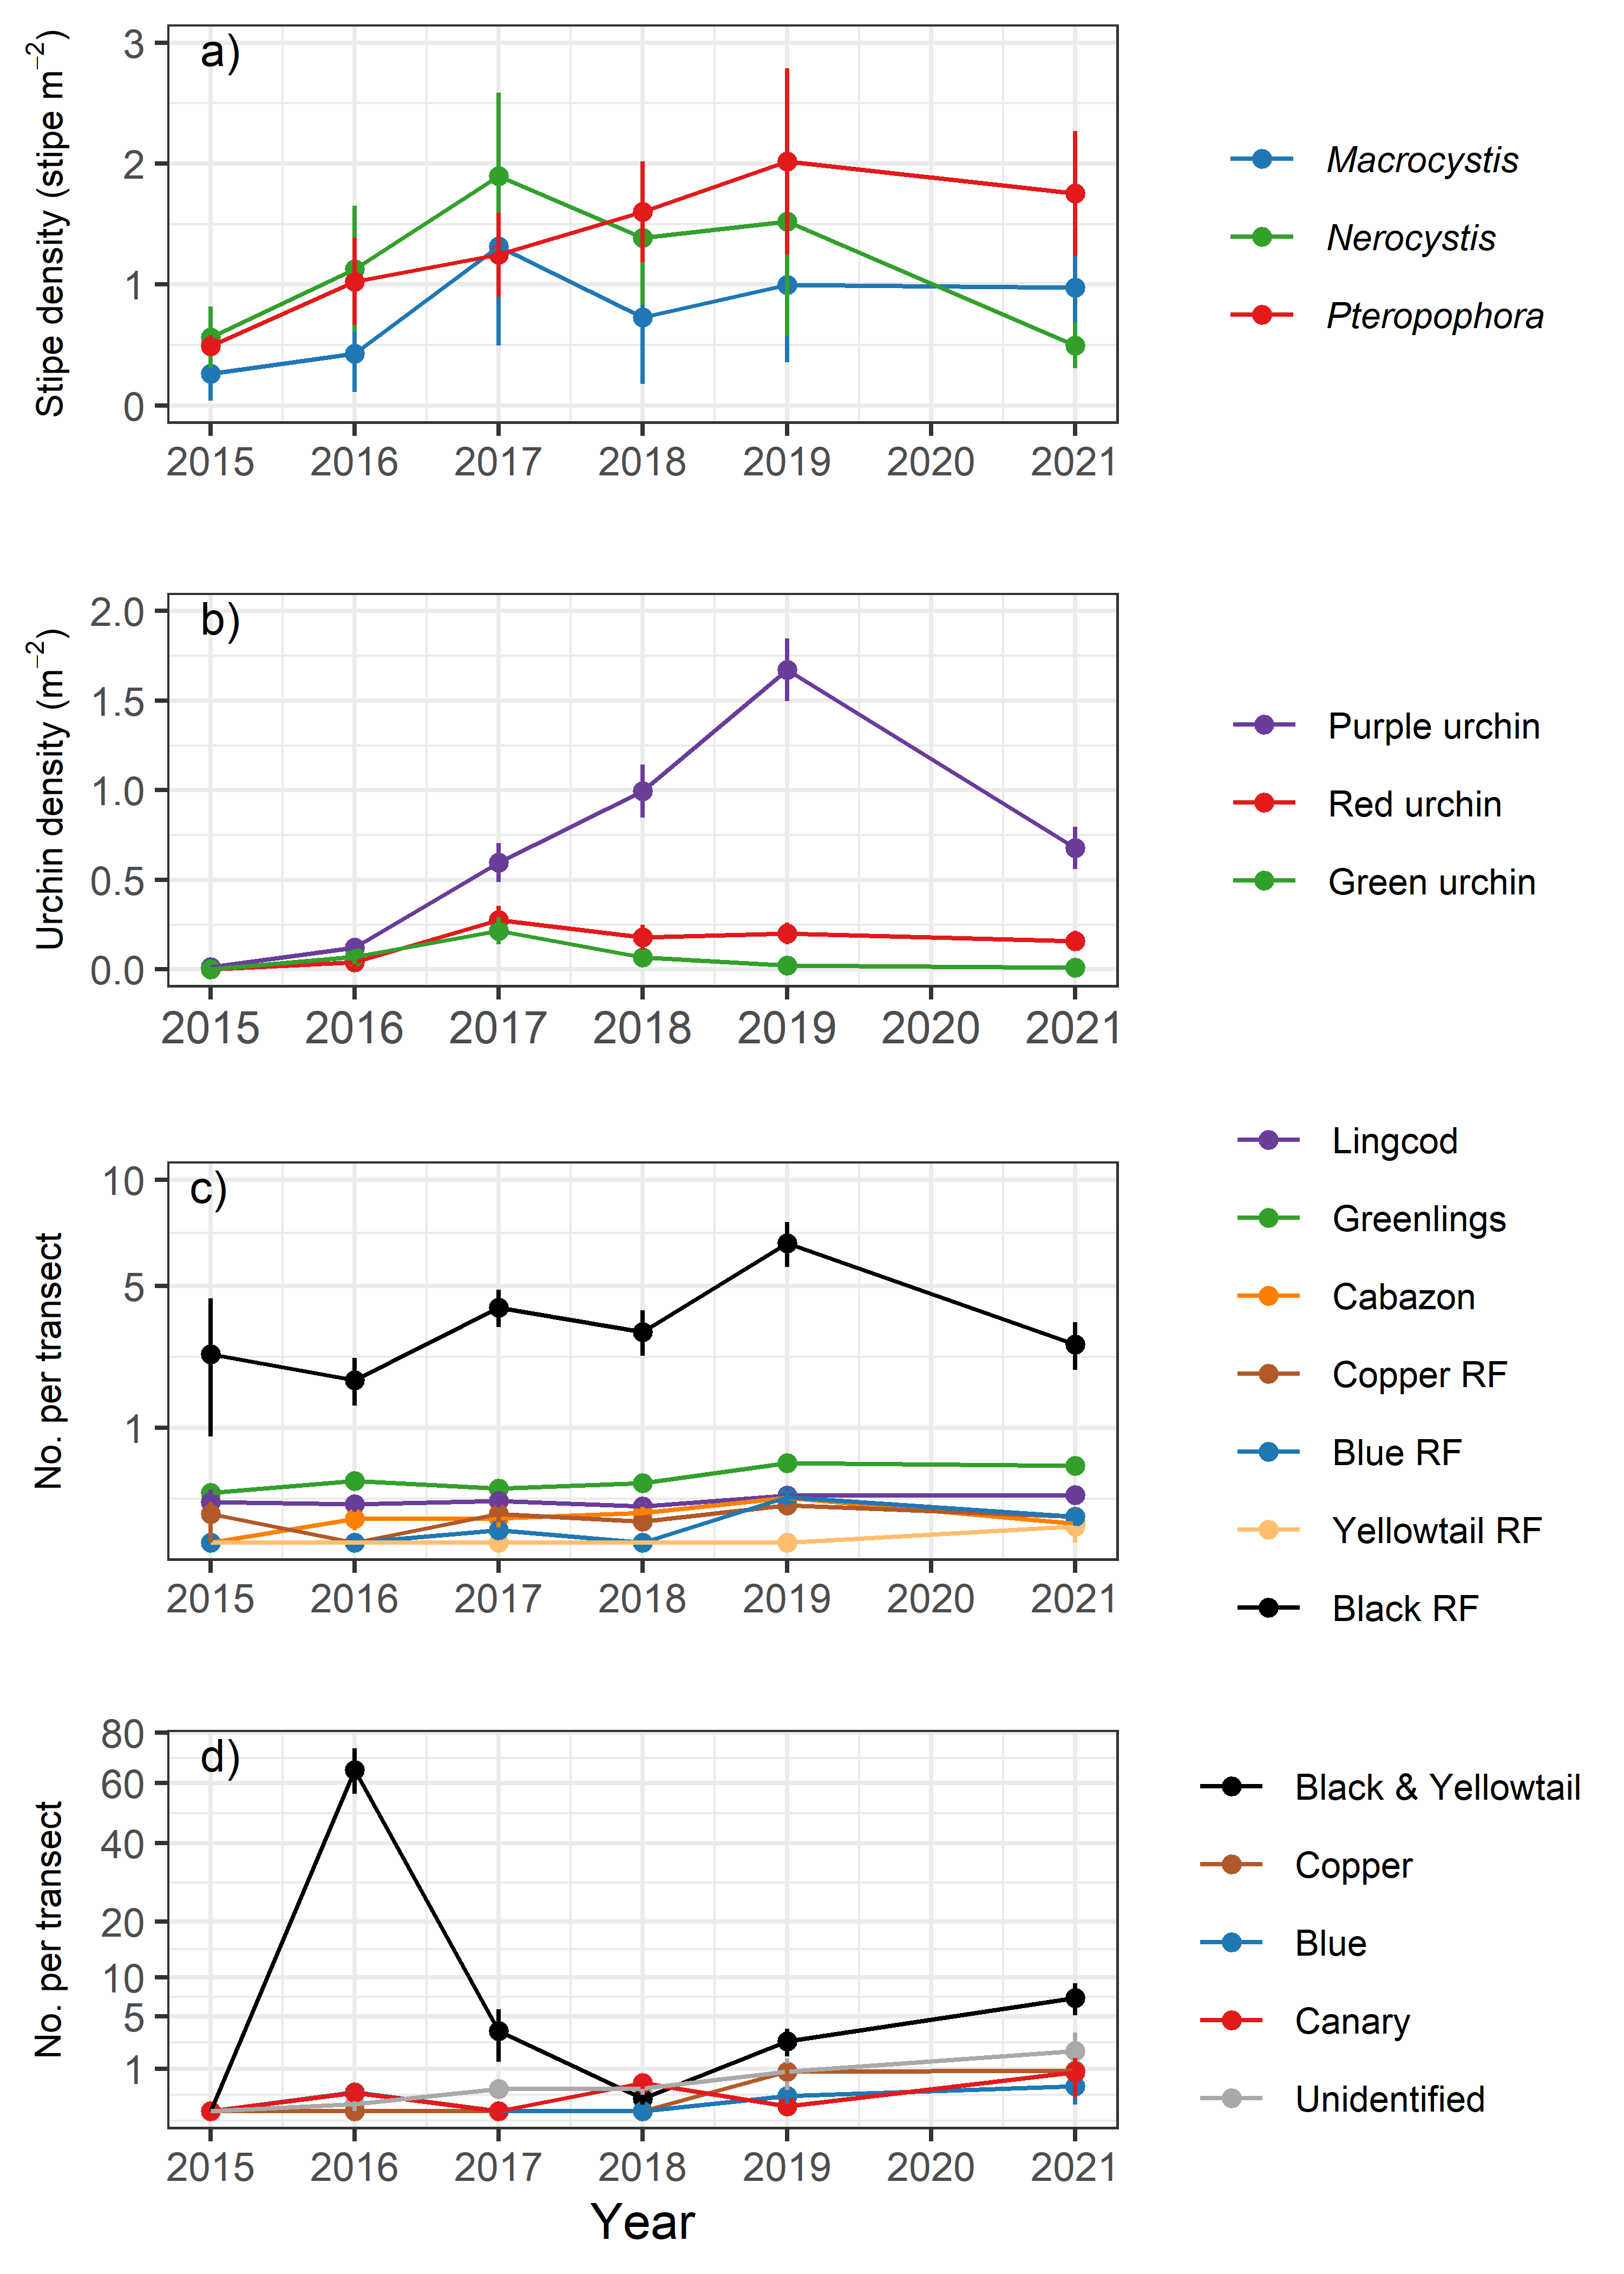 a)
Stipe density (stipe m⁻²)
3
2
1
0
2015 2016 2017 2018 2019 2020 2021
Macrocystis
Nerocystis
Pteropophora
b)
Urchin density (m⁻²)
2.0
1.5
1.0
0.5
0.0
2015 2016 2017 2018 2019 2020 2021
Purple urchin
Red urchin
Green urchin
c)
No. per transect
10
5
1
2015 2016 2017 2018 2019 2020 2021
Lingcod
Greenlings
Cabazon
Copper RF
Blue RF
Yellowtail RF
Black RF
d)
No. per transect
80
60
40
20
10
5
1
2015 2016 2017 2018 2019 2020 2021
Year
Black & Yellowtail
Copper
Blue
Canary
Unidentified